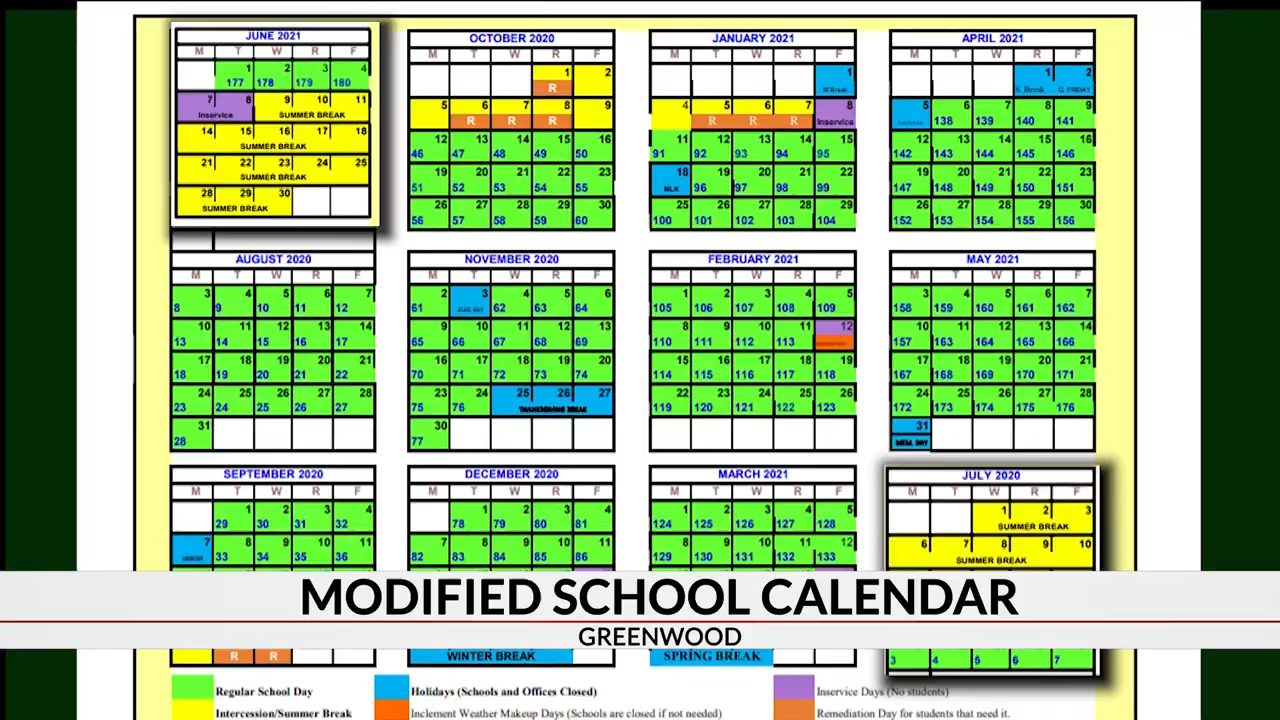 JUNE 2021
M T W R F
1 2 3 4
177 178 179 180
7 8 9 10 11
Inservice SUMMER BREAK
14 15 16 17 18
SUMMER BREAK
21 22 23 24 25
SUMMER BREAK
28 29 30
SUMMER BREAK
OCTOBER 2020
M T W R F
1 2
R
5 6 7 8 9
R R R
12 13 14 15 16
46 47 48 49 50
19 20 21 22 23
51 52 53 54 55
26 27 28 29 30
56 57 58 59 60
JANUARY 2021
M T W R F
1
W.Break
4 5 6 7 8
R R R Inservice
11 12 13 14 15
91 92 93 94 95
18 19 20 21 22
MLK 96 97 98 99
25 26 27 28 29
100 101 102 103 104
APRIL 2021
M T W R F
1 2
S. Break G. FRIDAY
5 6 7 8 9
138 139 140 141
12 13 14 15 16
142 143 144 145 146
19 20 21 22 23
147 148 149 150 151
26 27 28 29 30
152 153 154 155 156
AUGUST 2020
M T W R F
3 4 5 6 7
8 9 10 11 12
10 11 12 13 14
13 14 15 16 17
17 18 19 20 21
18 19 20 21 22
24 25 26 27 28
23 24 25 26 27
31
28
NOVEMBER 2020
M T W R F
2 3 4 5 6
61 62 63 64
9 10 11 12 13
65 66 67 68 69
16 17 18 19 20
70 71 72 73 74
23 24 25 26 27
75 76 THANKSGIVING BREAK
30
77
FEBRUARY 2021
M T W R F
1 2 3 4 5
105 106 107 108 109
8 9 10 11 12
110 111 112 113
15 16 17 18 19
114 115 116 117 118
22 23 24 25 26
119 120 121 122 123
MAY 2021
M T W R F
3 4 5 6 7
158 159 160 161 162
10 11 12 13 14
157 163 164 165 166
17 18 19 20 21
167 168 169 170 171
24 25 26 27 28
172 173 174 175 176
31
MEM. DAY
SEPTEMBER 2020
M T W R F
1 2 3 4
29 30 31 32
7 8 9 10 11
33 34 35 36
R R
DECEMBER 2020
M T W R F
1 2 3 4
78 79 80 81
7 8 9 10 11
82 83 84 85 86
WINTER BREAK
MARCH 2021
M T W R F
1 2 3 4 5
124 125 126 127 128
8 9 10 11 12
129 130 131 132 133
SPRING BREAK
JULY 2020
M T W R F
1 2 3
SUMMER BREAK
6 7 8 9 10
SUMMER BREAK
3 4 5 6 7
MODIFIED SCHOOL CALENDAR
GREENWOOD
Regular School Day
Holidays (Schools and Offices Closed)
Inservice Days (No students)
Intercession/Summer Break
Inclement Weather Makeup Days (Schools are closed if not needed)
Remediation Day for students that need it.